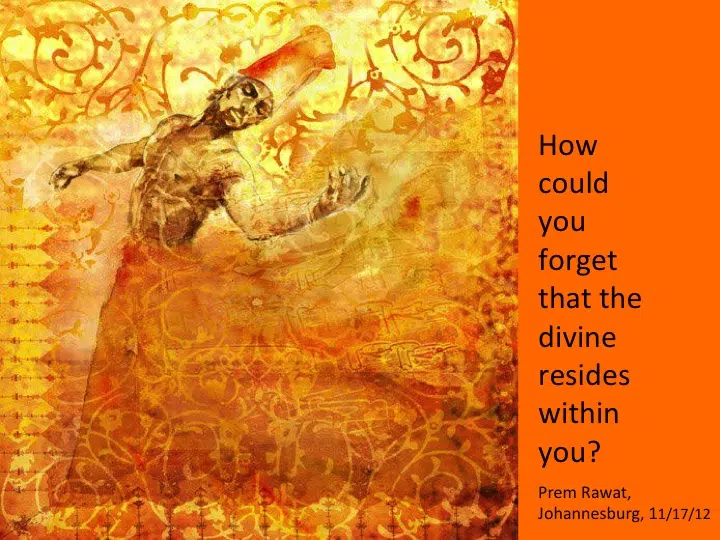 How
could
you
forget
that the
divine
resides
within
you?
Prem Rawat,
Johannesburg, 11/17/12